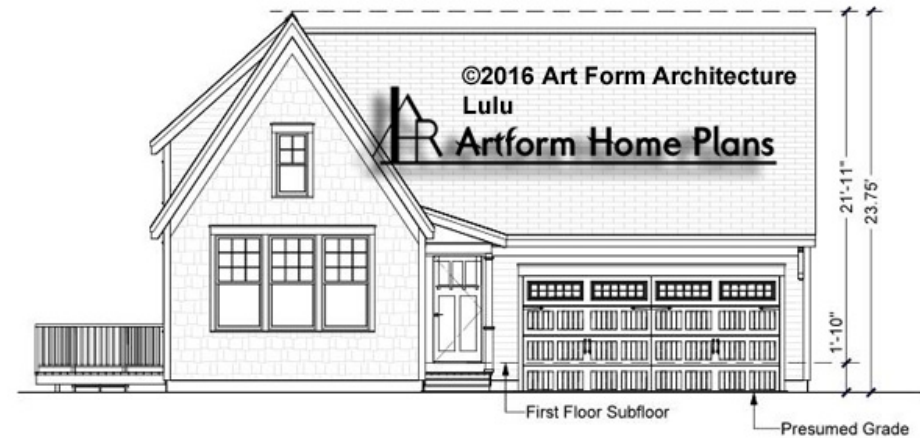 ©2016 Art Form Architecture
Lulu
Artform Home Plans
21'-11"
23.75'
1'-10"
First Floor Subfloor
Presumed Grade